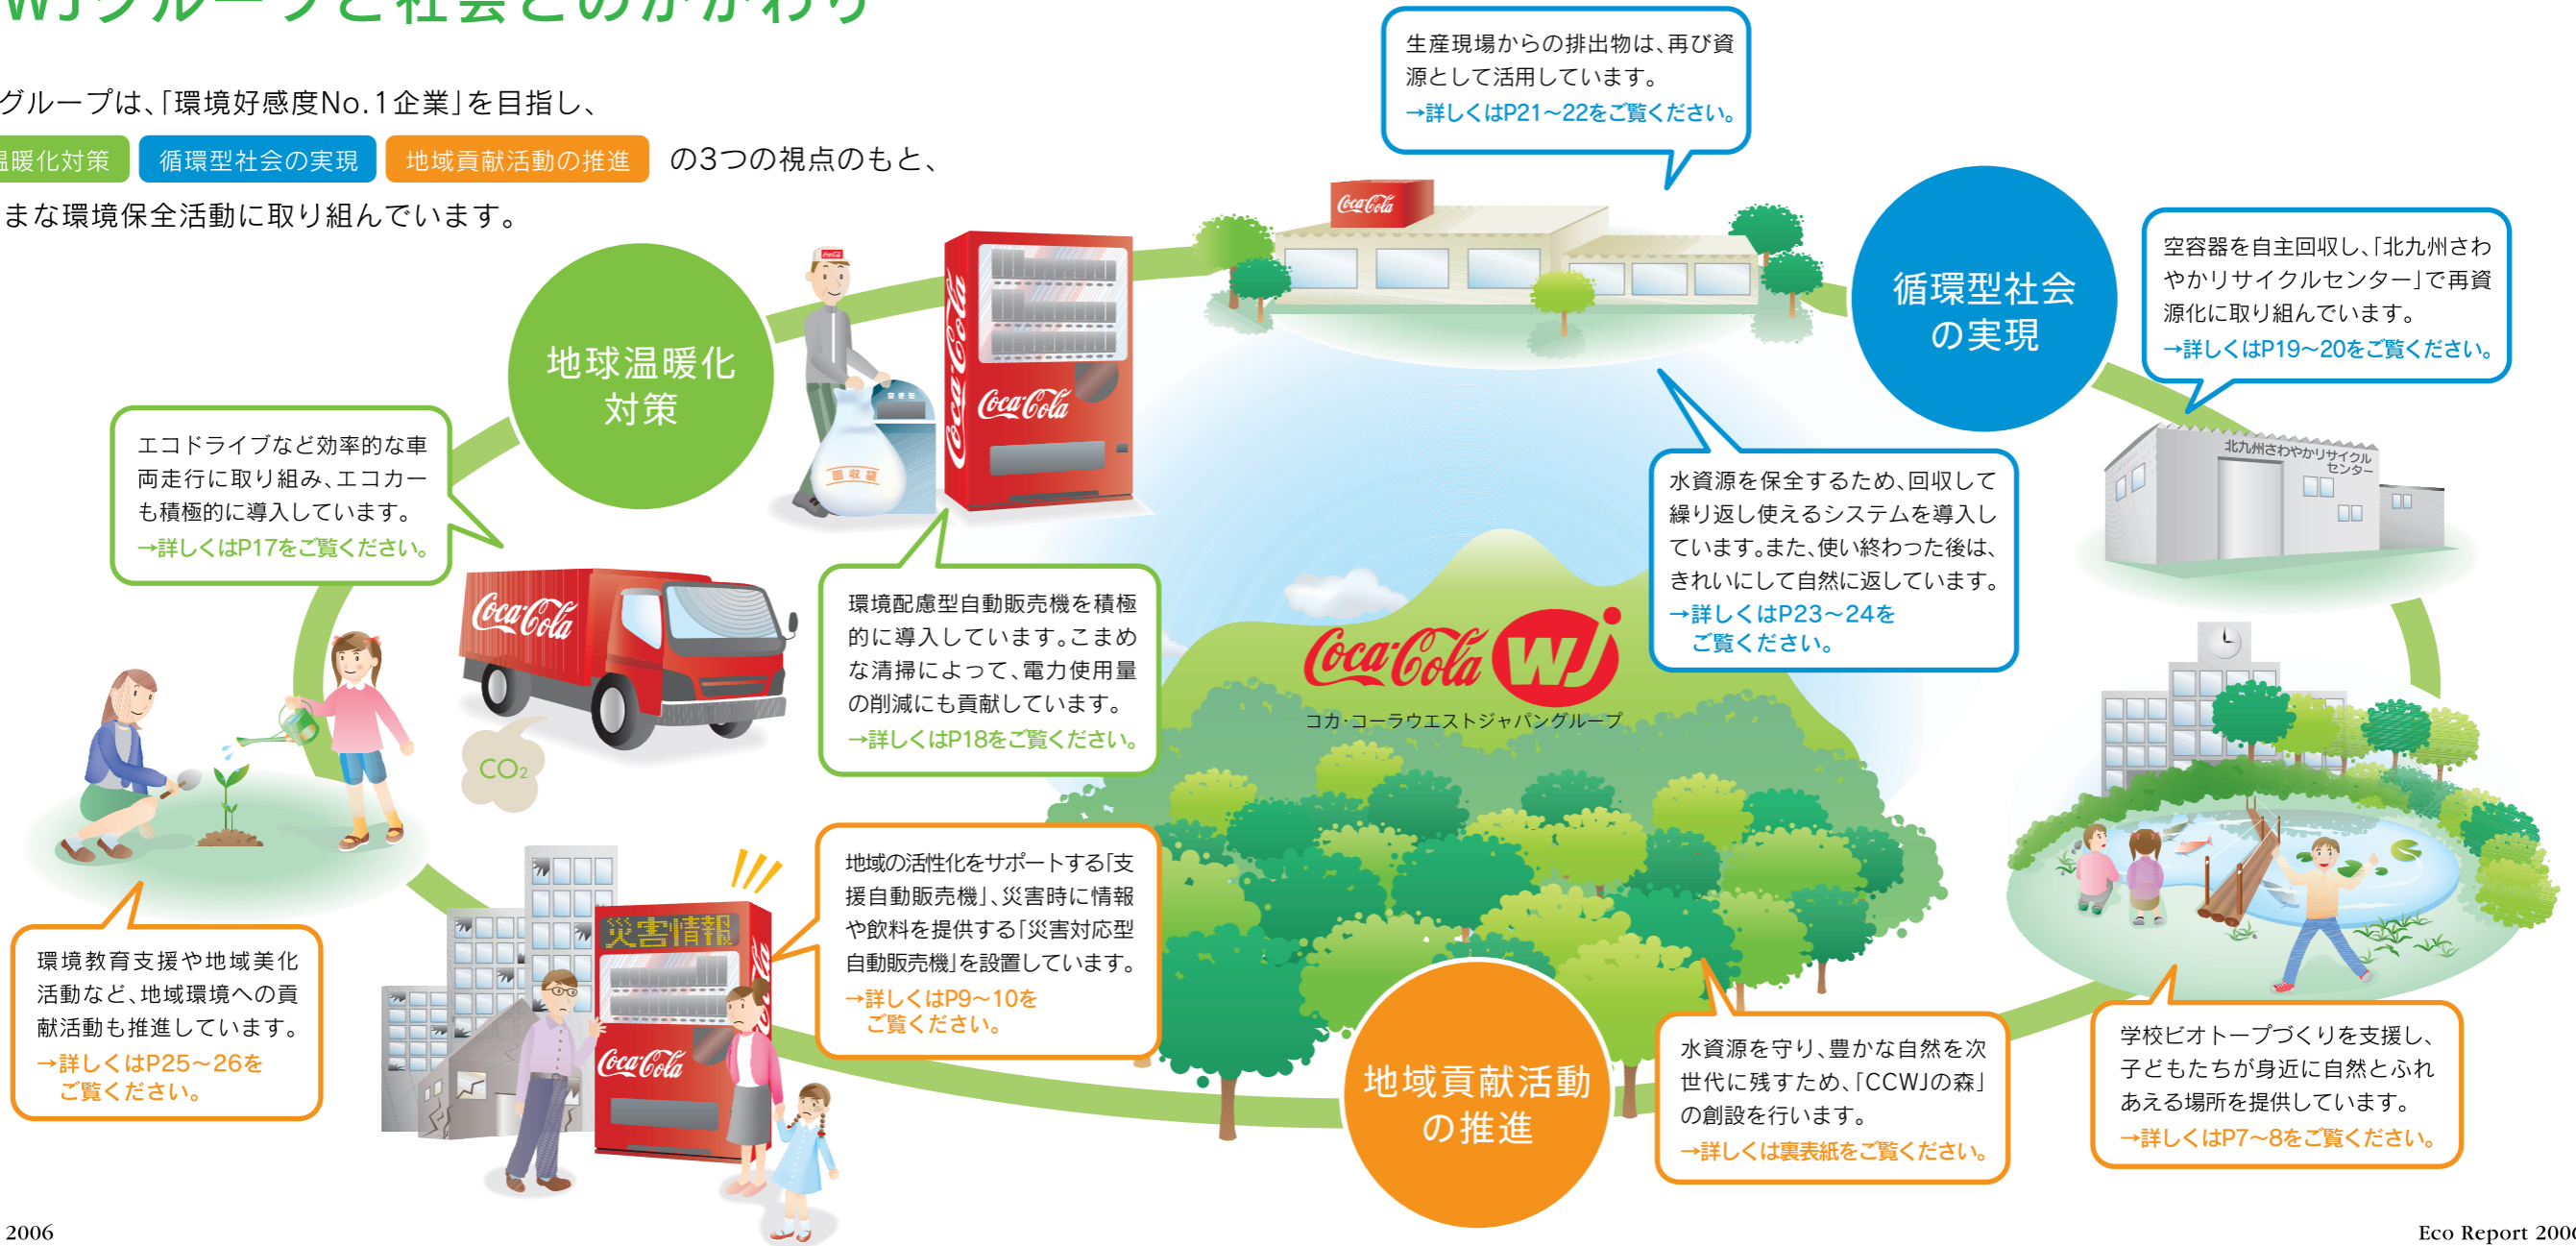 WJグループと社会とのかかわり
グループは、「環境好感度No.1企業」を目指し、
温暖化対策 循環型社会の実現 地域貢献活動の推進 の3つの視点のもと、
まな環境保全活動に取り組んでいます。
生産現場からの排出物は、再び資
源として活用しています。
→詳しくはP21〜22をご覧ください。
Coca-Cola
循環型社会
の実現
空容器を自主回収し、「北九州さわ
やかリサイクルセンター」で再資
源化に取り組んでいます。
→詳しくはP19〜20をご覧ください。
北九州さわやかリサイクル
センター
地球温暖化
対策
Coca-Cola
空き缶
回収袋
Coca-Cola
Coca-Cola
エコドライブなど効率的な車
両走行に取り組み、エコカー
も積極的に導入しています。
→詳しくはP17をご覧ください。
Coca-Cola
CO₂
環境配慮型自動販売機を積極
的に導入しています。こまめ
な清掃によって、電力使用量
の削減にも貢献しています。
→詳しくはP18をご覧ください。
水資源を保全するため、回収して
繰り返し使えるシステムを導入し
ています。また、使い終わった後は、
きれいにして自然に返しています。
→詳しくはP23〜24を
ご覧ください。
Coca-Cola WJ
コカ・コーラウエストジャパングループ
環境教育支援や地域美化
活動など、地域環境への貢
献活動も推進しています。
→詳しくはP25〜26を
ご覧ください。
災害情報
Coca-Cola
地域の活性化をサポートする「支
援自動販売機」、災害時に情報
や飲料を提供する「災害対応型
自動販売機」を設置しています。
→詳しくはP9〜10を
ご覧ください。
地域貢献活動
の推進
水資源を守り、豊かな自然を次
世代に残すため、「CCWJの森」
の創設を行います。
→詳しくは裏表紙をご覧ください。
学校ビオトープづくりを支援し、
子どもたちが身近に自然とふれ
あえる場所を提供しています。
→詳しくはP7〜8をご覧ください。
2006
Eco Report 2006